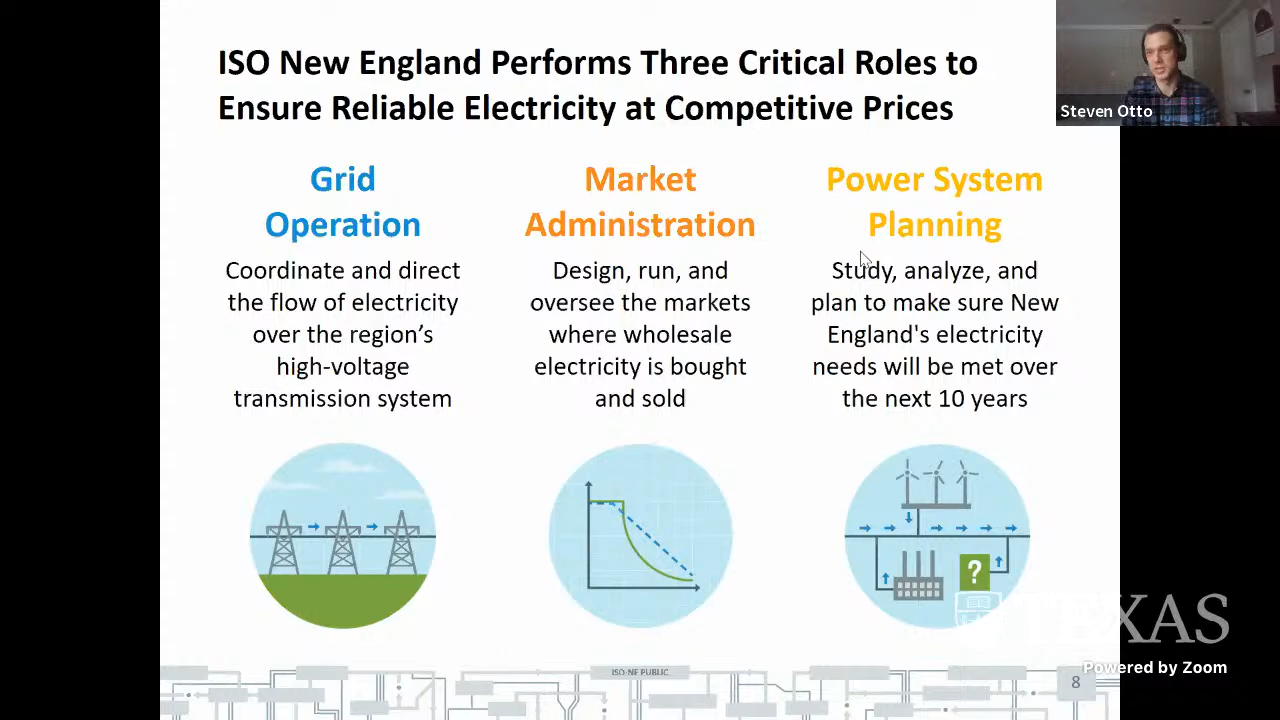 ISO New England Performs Three Critical Roles to
Ensure Reliable Electricity at Competitive Prices
Steven Otto
Grid
Operation
Coordinate and direct
the flow of electricity
over the region’s
high-voltage
transmission system
Market
Administration
Design, run, and
oversee the markets
where wholesale
electricity is bought
and sold
Power System
Planning
Study, analyze, and
plan to make sure New
England's electricity
needs will be met over
the next 10 years
?
TEXAS
Powered by Zoom
ISO-NE PUBLIC
8